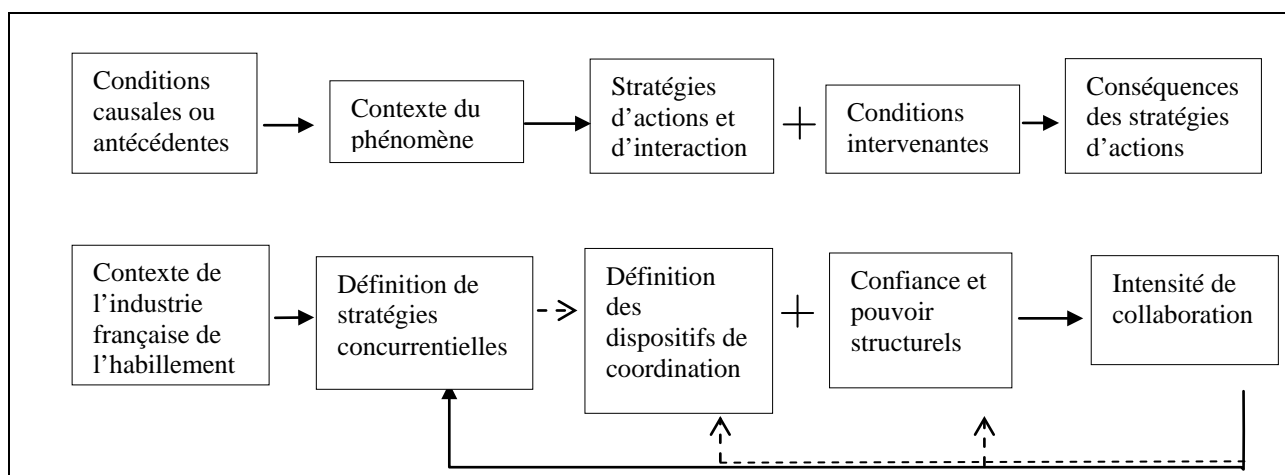 Conditions
causales ou
antécédentes
Contexte du
phénomène
Stratégies
d’actions et
d’interaction
+
Conditions
intervenantes
Conséquences
des stratégies
d’actions
Contexte de
l’industrie
française de
l’habillement
Définition de
stratégies
concurrentielles
Définition
des
dispositifs de
coordination
+
Confiance et
pouvoir
structurels
Intensité de
collaboration